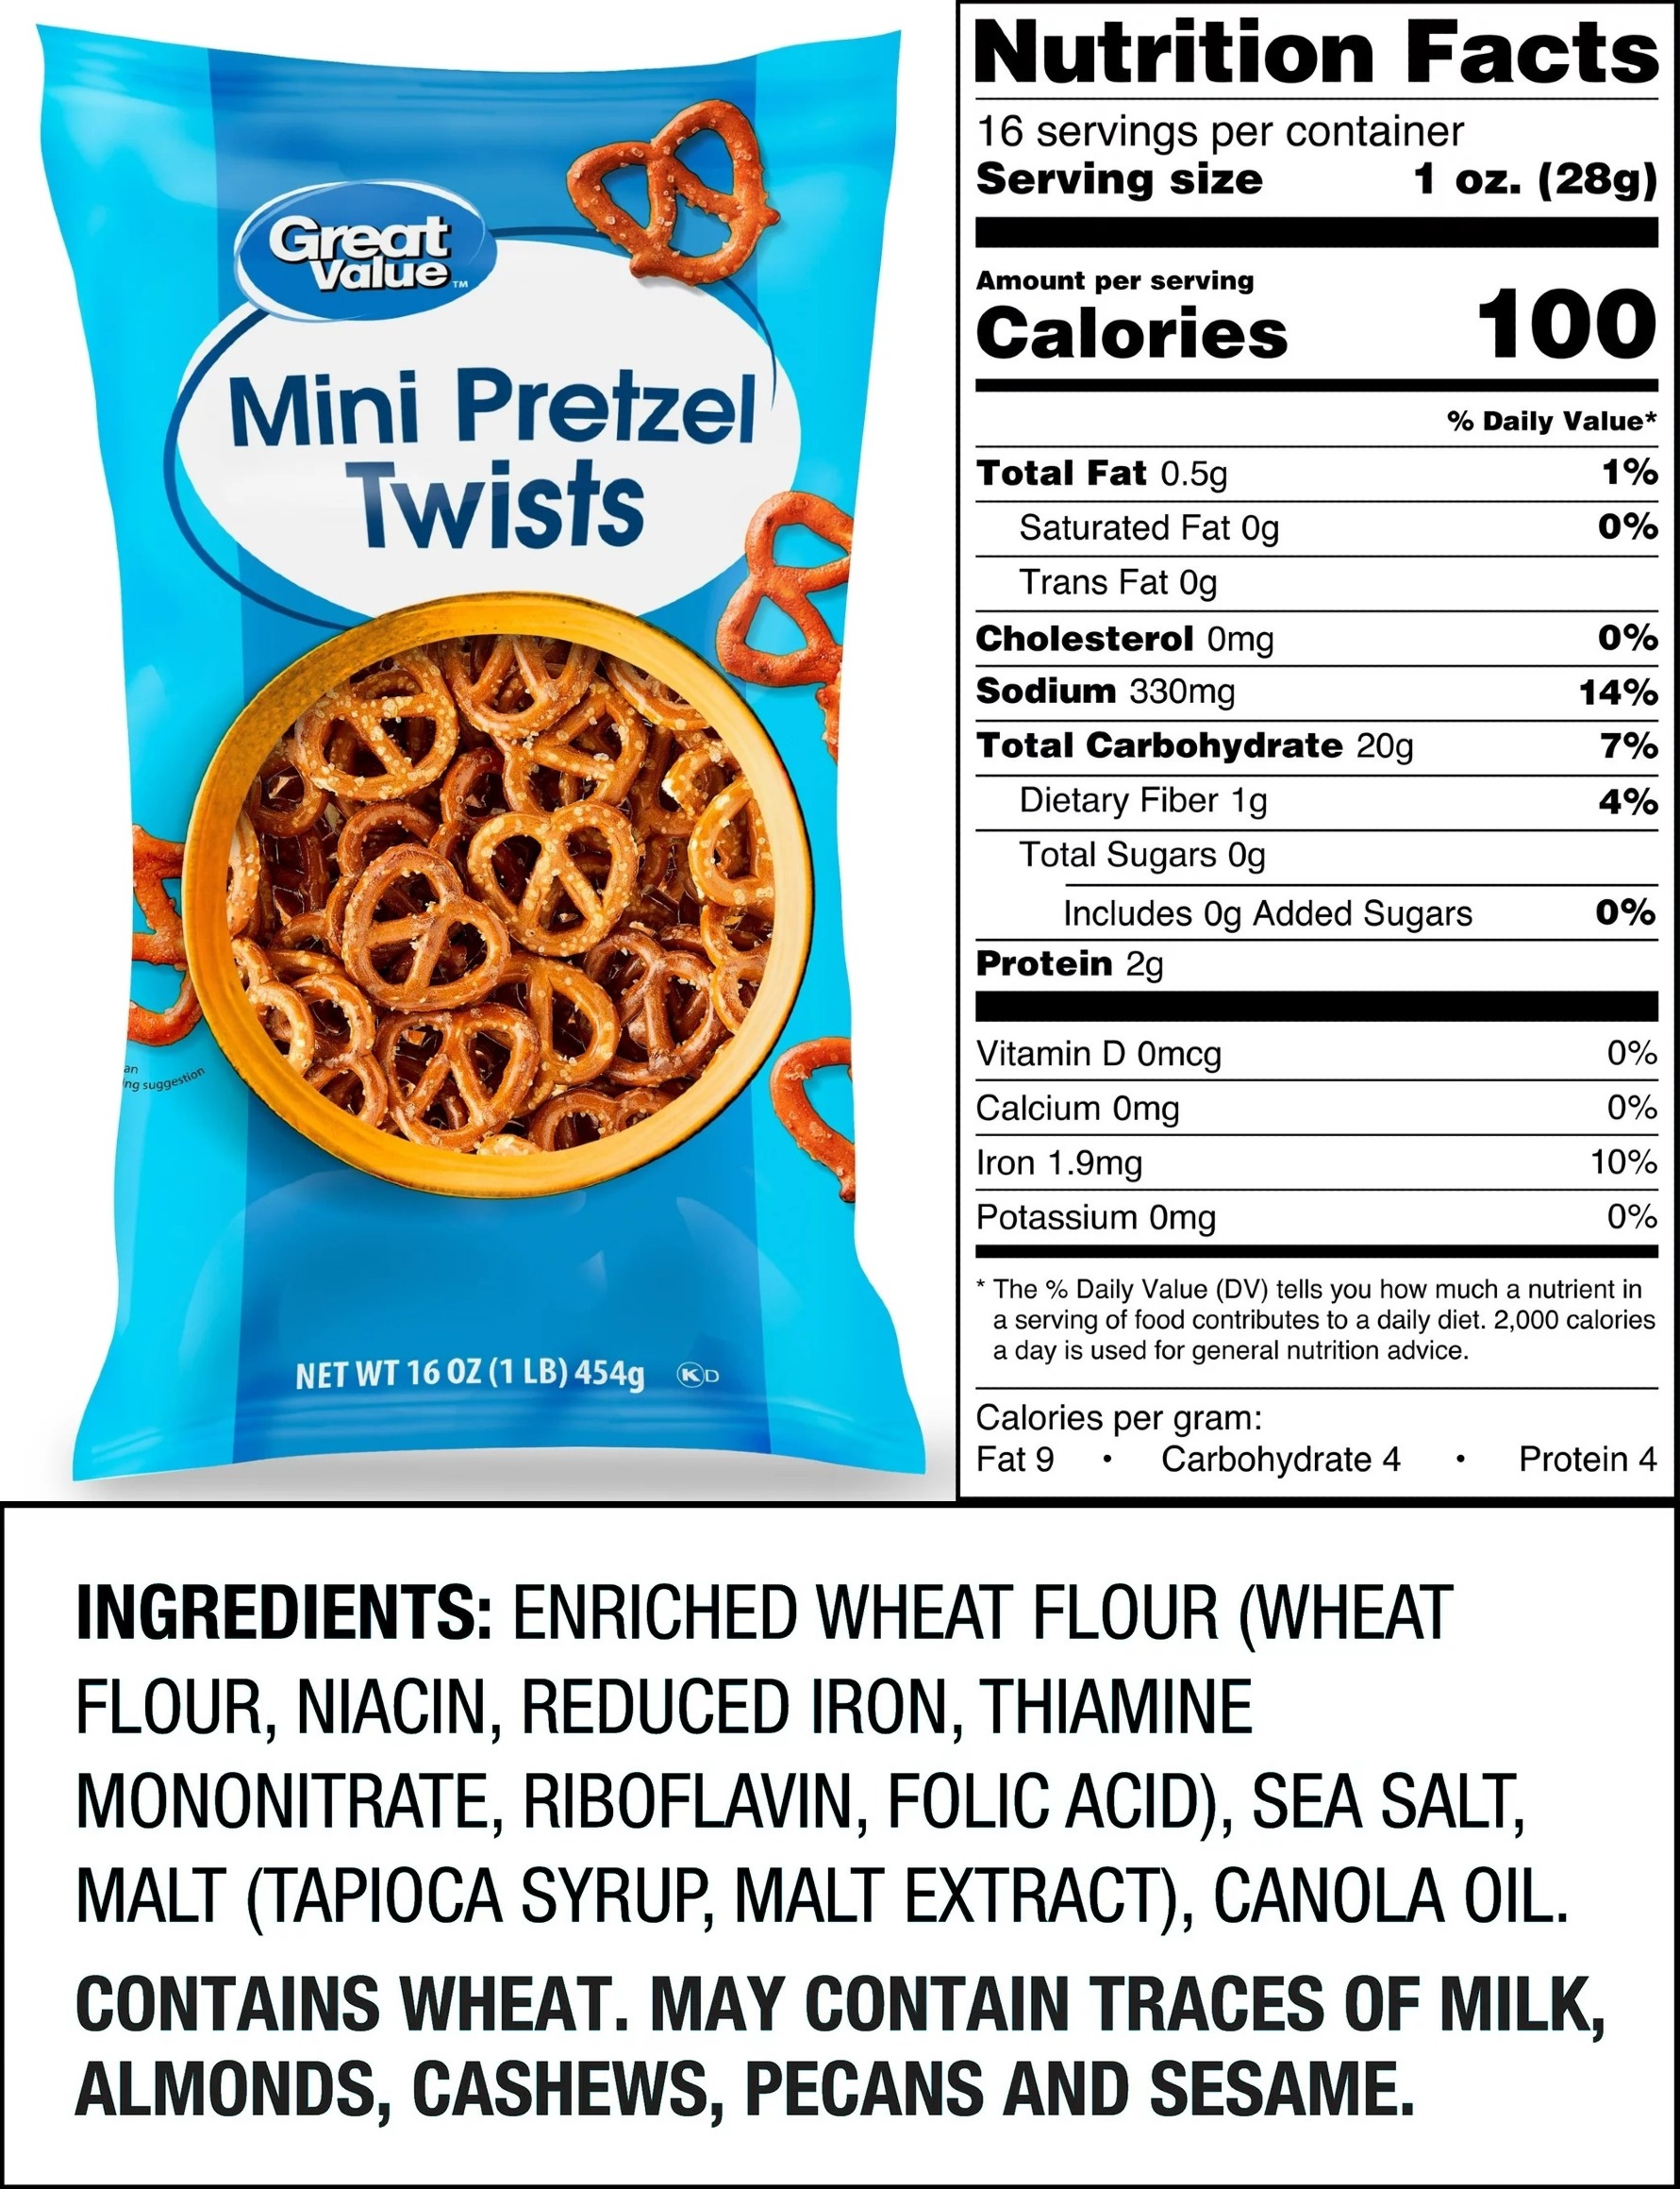 Great
Value™
Mini Pretzel
Twists
an
ng suggestion
NET WT 16 OZ (1 LB) 454g KD
Nutrition Facts
16 servings per container
Serving size 1 oz. (28g)
Amount per serving
Calories 100
% Daily Value*
Total Fat 0.5g 1%
Saturated Fat 0g 0%
Trans Fat 0g
Cholesterol 0mg 0%
Sodium 330mg 14%
Total Carbohydrate 20g 7%
Dietary Fiber 1g 4%
Total Sugars 0g
Includes 0g Added Sugars 0%
Protein 2g
Vitamin D 0mcg 0%
Calcium 0mg 0%
Iron 1.9mg 10%
Potassium 0mg 0%
* The % Daily Value (DV) tells you how much a nutrient in
a serving of food contributes to a daily diet. 2,000 calories
a day is used for general nutrition advice.
Calories per gram:
Fat 9 • Carbohydrate 4 • Protein 4
INGREDIENTS: ENRICHED WHEAT FLOUR (WHEAT
FLOUR, NIACIN, REDUCED IRON, THIAMINE
MONONITRATE, RIBOFLAVIN, FOLIC ACID), SEA SALT,
MALT (TAPIOCA SYRUP, MALT EXTRACT), CANOLA OIL.
CONTAINS WHEAT. MAY CONTAIN TRACES OF MILK,
ALMONDS, CASHEWS, PECANS AND SESAME.